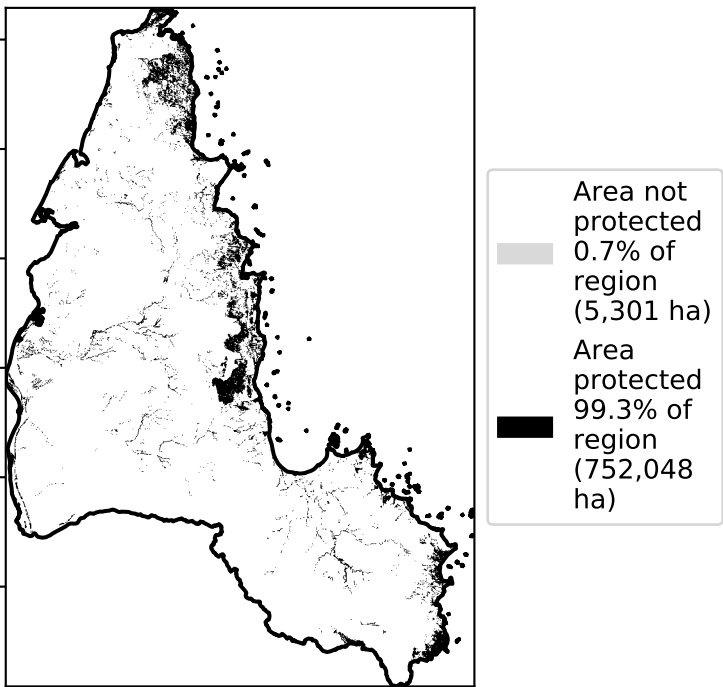 Area not
protected
0.7% of
region
(5,301 ha)
Area
protected
99.3% of
region
(752,048
ha)